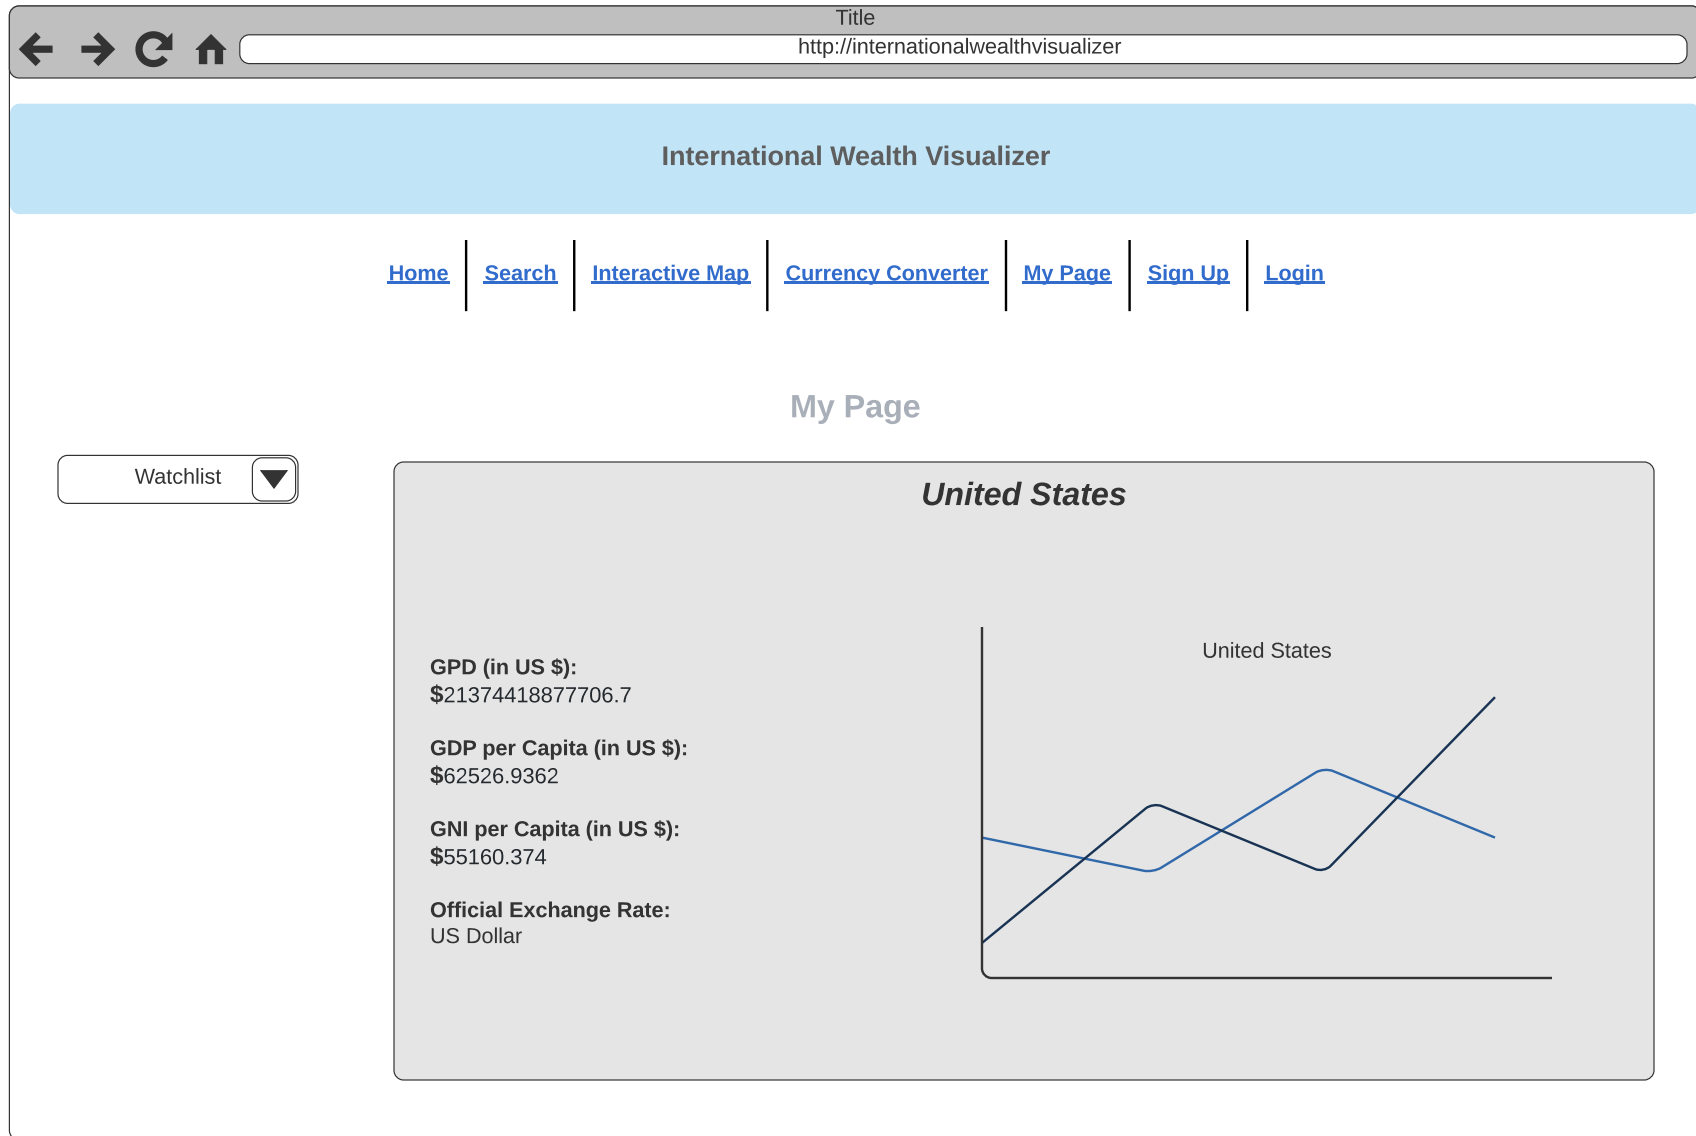 Title
http://internationalwealthvisualizer
International Wealth Visualizer
Home Search Interactive Map Currency Converter My Page Sign Up Login
My Page
Watchlist
United States
United States
GPD (in US $):
$21374418877706.7
GDP per Capita (in US $):
$62526.9362
GNI per Capita (in US $):
$55160.374
Official Exchange Rate:
US Dollar